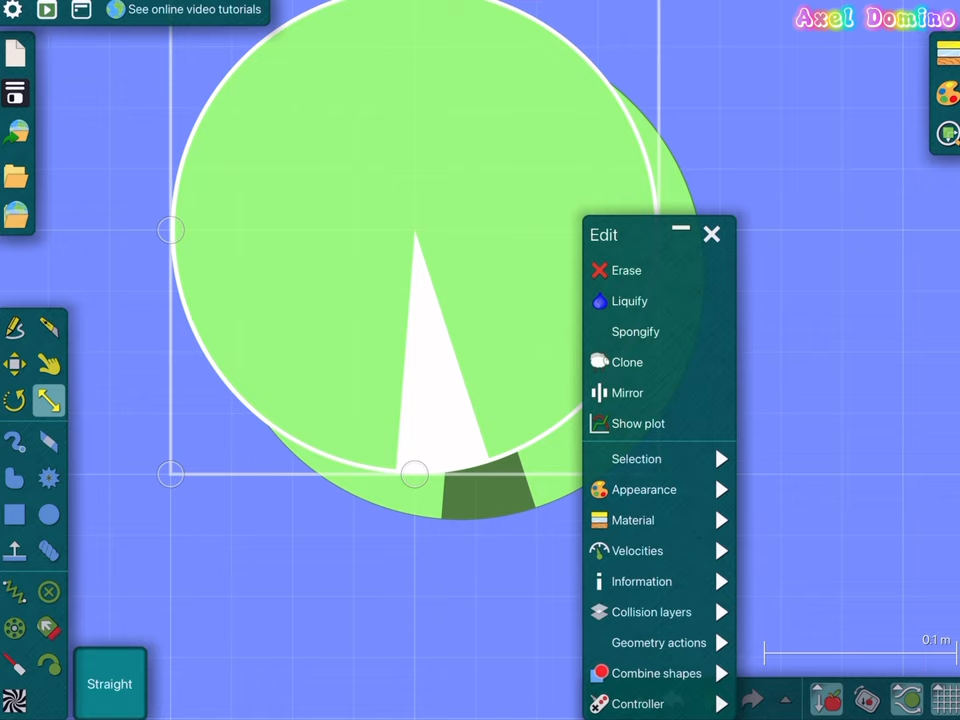 See online video tutorials
Axel Domino
Edit
Erase
Liquify
Spongify
Clone
Mirror
Show plot
Selection
Appearance
Material
Velocities
Information
Collision layers
Geometry actions
Combine shapes
Controller
0.1 m
Straight